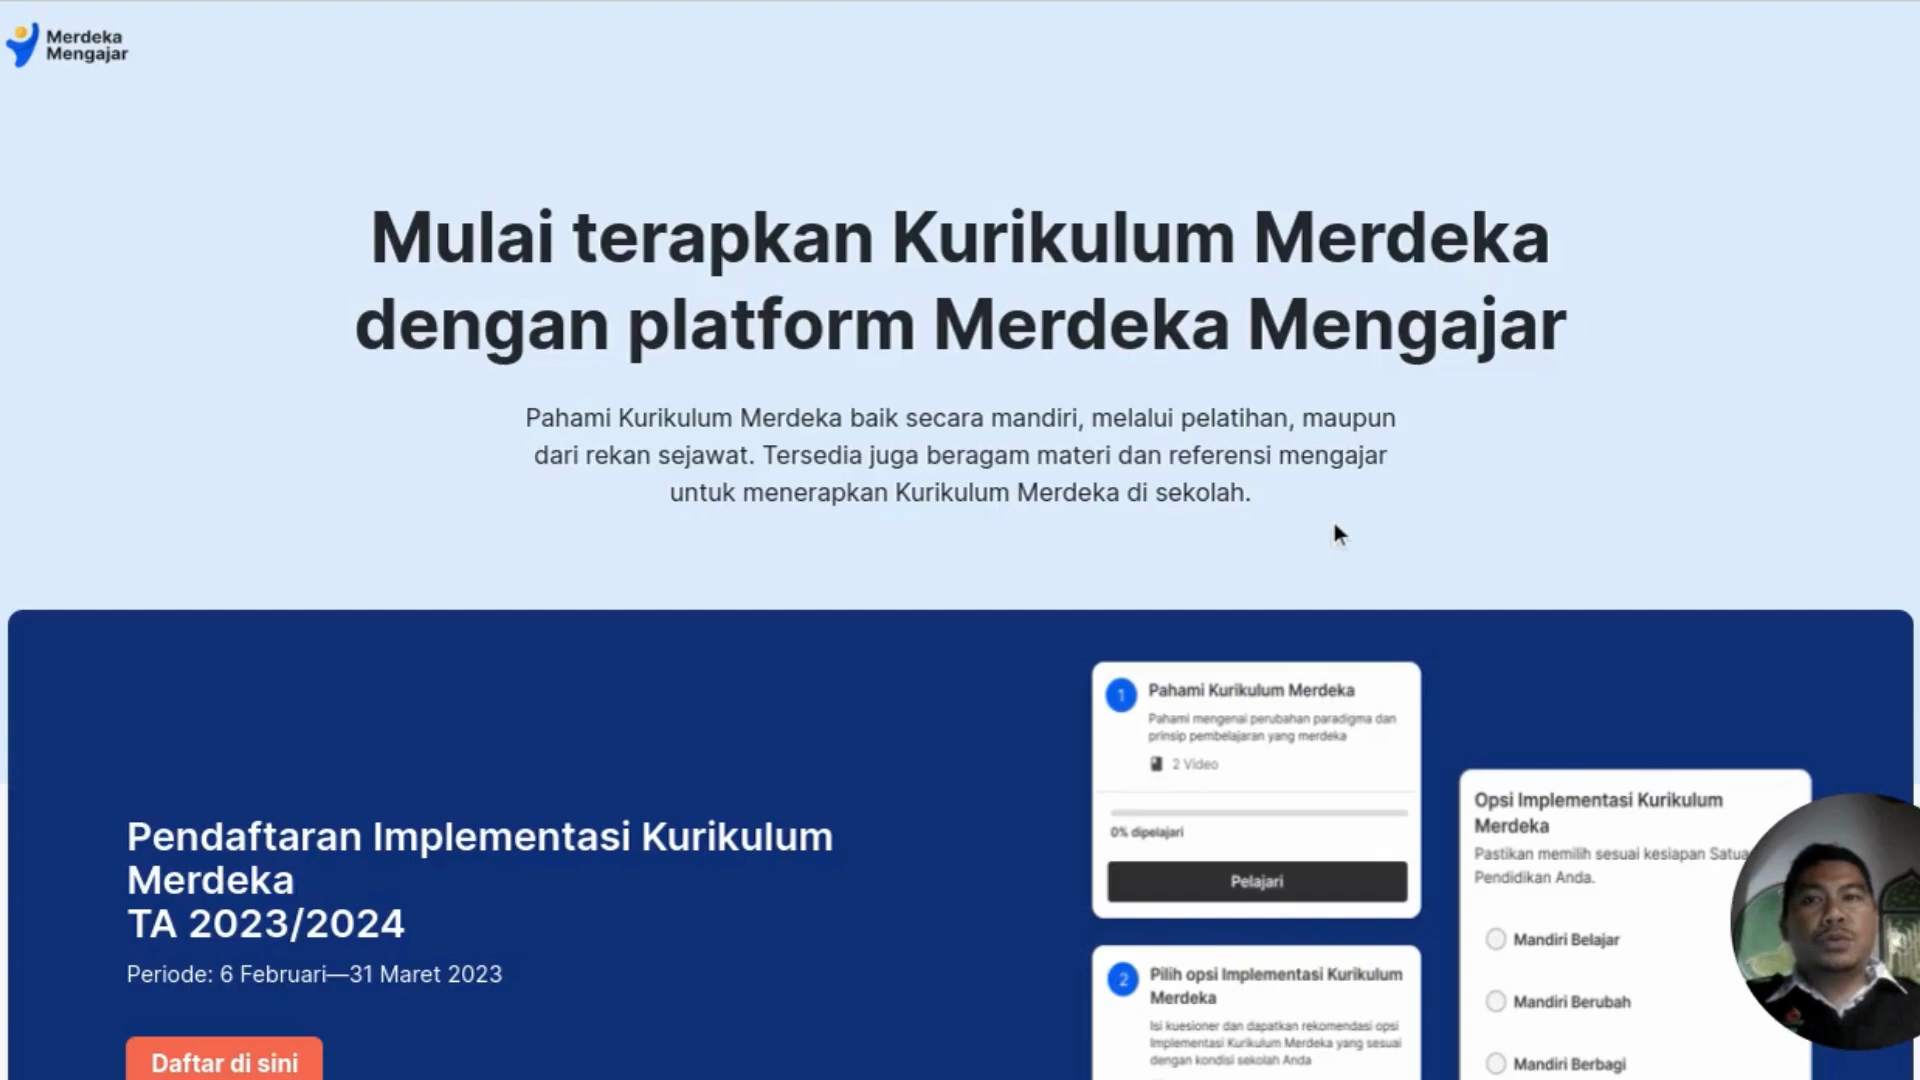 Merdeka
Mengajar
Mulai terapkan Kurikulum Merdeka
dengan platform Merdeka Mengajar
Pahami Kurikulum Merdeka baik secara mandiri, melalui pelatihan, maupun
dari rekan sejawat. Tersedia juga beragam materi dan referensi mengajar
untuk menerapkan Kurikulum Merdeka di sekolah.
Pendaftaran Implementasi Kurikulum
Merdeka
TA 2023/2024
Periode: 6 Februari—31 Maret 2023
Daftar di sini
1
Pahami Kurikulum Merdeka
Pahami mengenai perubahan paradigma dan
prinsip pembelajaran yang merdeka
2 Video
0% dipelajari
Pelajari
2
Pilih opsi Implementasi Kurikulum
Merdeka
Isi kuesioner dan dapatkan rekomendasi opsi
Implementasi Kurikulum Merdeka yang sesuai
dengan kondisi sekolah Anda
Opsi Implementasi Kurikulum
Merdeka
Pastikan memilih sesuai kesiapan Satua
Pendidikan Anda.
Mandiri Belajar
Mandiri Berubah
Mandiri Berbagi